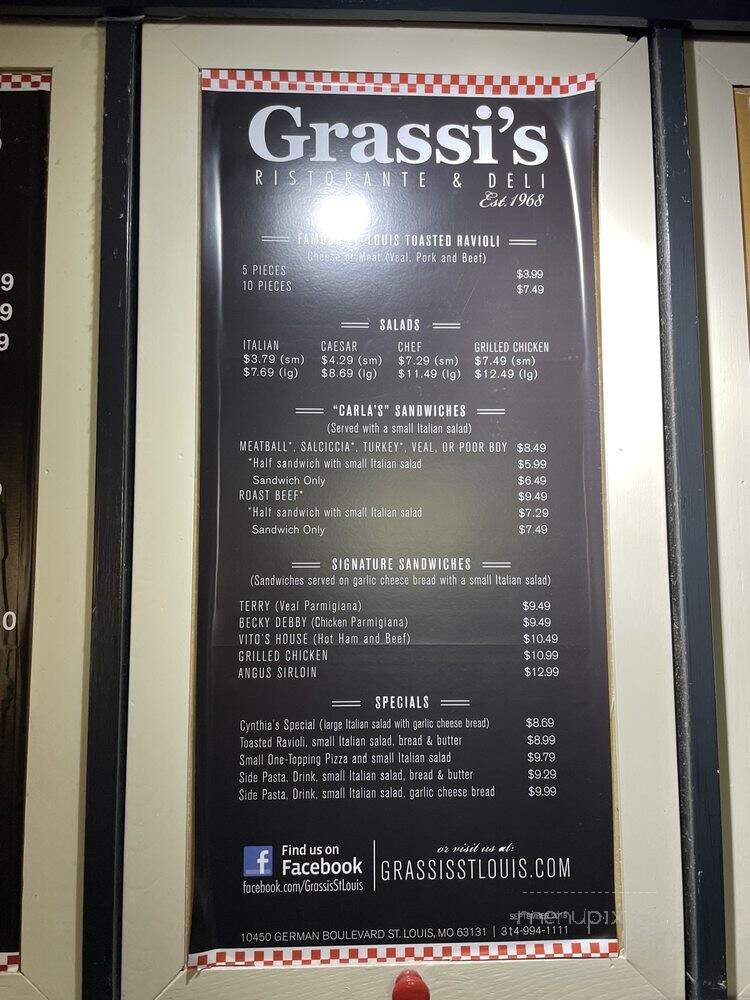 Grassi's
RISTORANTE & DELI
Est. 1968
FAMOUS ST. LOUIS TOASTED RAVIOLI
Cheese or Meat (Veal, Pork and Beef)
5 PIECES $3.99
10 PIECES $7.49
SALADS
ITALIAN CAESAR CHEF GRILLED CHICKEN
$3.79 (sm) $4.29 (sm) $7.29 (sm) $7.49 (sm)
$7.69 (lg) $8.69 (lg) $11.49 (lg) $12.49 (lg)
"CARLA'S" SANDWICHES
(Served with a small Italian salad)
MEATBALL*, SALCICCIA*, TURKEY*, VEAL, OR POOR BOY $8.49
*Half sandwich with small Italian salad $5.99
Sandwich Only $6.49
ROAST BEEF* $9.49
*Half sandwich with small Italian salad $7.29
Sandwich Only $7.49
SIGNATURE SANDWICHES
(Sandwiches served on garlic cheese bread with a small Italian salad)
TERRY (Veal Parmigiana) $9.49
BECKY DEBBY (Chicken Parmigiana) $9.49
VITO'S HOUSE (Hot Ham and Beef) $10.49
GRILLED CHICKEN $10.99
ANGUS SIRLOIN $12.99
SPECIALS
Cynthia's Special (large Italian salad with garlic cheese bread) $8.69
Toasted Ravioli, small Italian salad, bread & butter $8.99
Small One-Topping Pizza and small Italian salad $9.79
Side Pasta, Drink, small Italian salad, bread & butter $9.29
Side Pasta, Drink, small Italian salad, garlic cheese bread $9.99
f Find us on
Facebook
facebook.com/GrassisStLouis
or visit us at:
GRASSISSTLOUIS.COM
SEPTEMBER 2018
menupix
10450 GERMAN BOULEVARD ST. LOUIS, MO 63131 | 314-994-1111
9
9
9
0